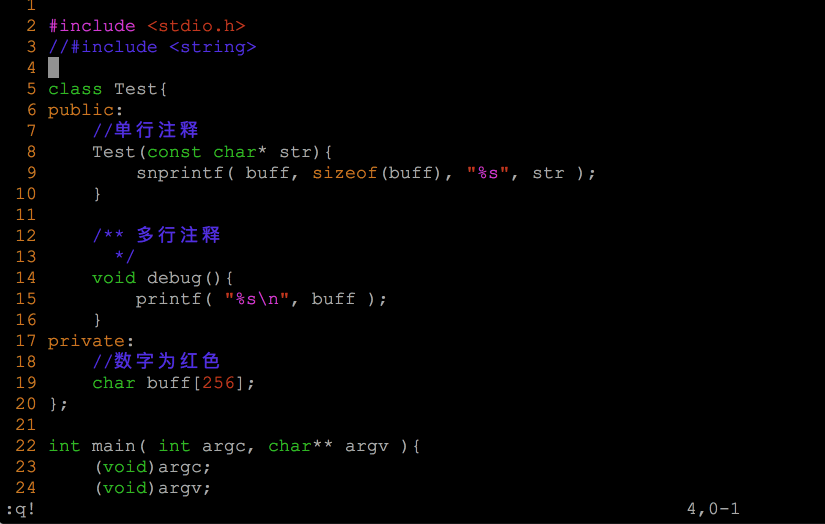 1
2 #include <stdio.h>
3 //#include <string>
4
5 class Test{
6 public:
7     //单行注释
8     Test(const char* str){
9         snprintf( buff, sizeof(buff), "%s", str );
10     }
11
12     /** 多行注释
13       */
14     void debug(){
15         printf( "%s\n", buff );
16     }
17 private:
18     //数字为红色
19     char buff[256];
20 };
21
22 int main( int argc, char** argv ){
23     (void)argc;
24     (void)argv;
:q! 4,0-1